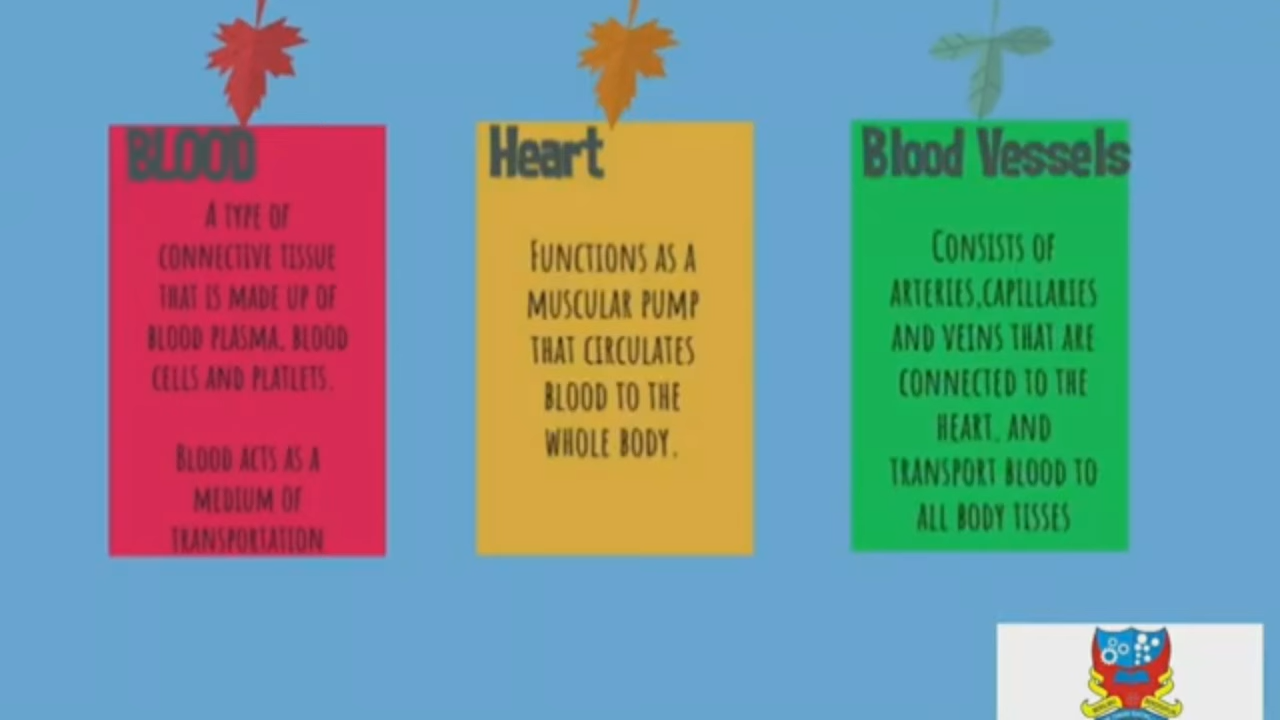 BLOOD
A TYPE OF
CONNECTIVE TISSUE
THAT IS MADE UP OF
BLOOD PLASMA, BLOOD
CELLS AND PLATLETS.
BLOOD ACTS AS A
MEDIUM OF
TRANSPORTATION
Heart
FUNCTIONS AS A
MUSCULAR PUMP
THAT CIRCULATES
BLOOD TO THE
WHOLE BODY.
Blood Vessels
CONSISTS OF
ARTERIES,CAPILLARIES
AND VEINS THAT ARE
CONNECTED TO THE
HEART, AND
TRANSPORT BLOOD TO
ALL BODY TISSES